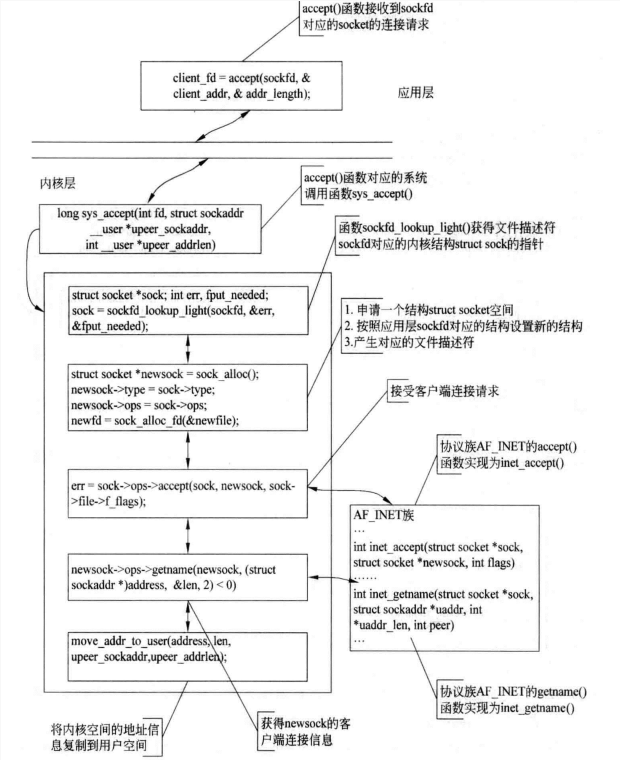 accept()函数接收到sockfd
对应的socket的连接请求
client_fd = accept(sockfd, &
client_addr, & addr_length);
应用层
内核层
accept()函数对应的系统
调用函数sys_accept()
long sys_accept(int fd, struct sockaddr
__user *upeer_sockaddr,
int __user *upeer_addrlen)
函数sockfd_lookup_light()获得文件描述符
sockfd对应的内核结构struct sock的指针
struct socket *sock; int err, fput_needed;
sock = sockfd_lookup_light(sockfd, &err,
&fput_needed);
1. 申请一个结构struct socket空间
2. 按照应用层sockfd对应的结构设置新的结构
3.产生对应的文件描述符
struct socket *newsock = sock_alloc();
newsock->type = sock->type;
newsock->ops = sock->ops;
newfd = sock_alloc_fd(&newfile);
接受客户端连接请求
协议族AF_INET的accept()
函数实现为inet_accept()
err = sock->ops->accept(sock, newsock, sock-
>file->f_flags);
AF_INET族
…
int inet_accept(struct socket *sock,
struct socket *newsock, int flags)
……
int inet_getname(struct socket *sock,
struct sockaddr *uaddr, int
*uaddr_len, int peer)
…
newsock->ops->getname(newsock, (struct
sockaddr *)address, &len, 2) < 0)
move_addr_to_user(address, len,
upeer_sockaddr,upeer_addrlen);
协议族AF_INET的getname()
函数实现为inet_getname()
将内核空间的地址信
息复制到用户空间
获得newsock的客
户端连接信息